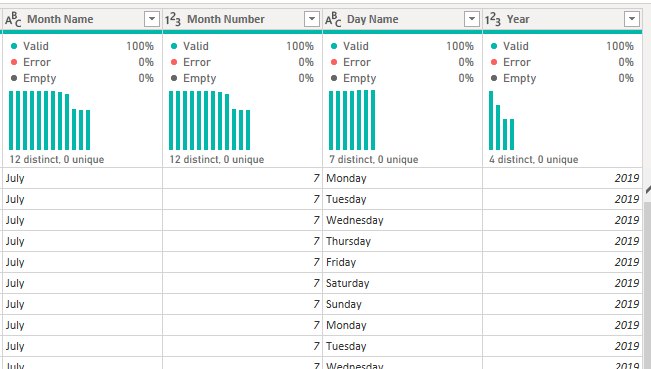 ABC Month Name 123 Month Number ABC Day Name 123 Year
Valid 100% Valid 100% Valid 100% Valid 100%
Error 0% Error 0% Error 0% Error 0%
Empty 0% Empty 0% Empty 0% Empty 0%
12 distinct, 0 unique 12 distinct, 0 unique 7 distinct, 0 unique 4 distinct, 0 unique
July 7 Monday 2019
July 7 Tuesday 2019
July 7 Wednesday 2019
July 7 Thursday 2019
July 7 Friday 2019
July 7 Saturday 2019
July 7 Sunday 2019
July 7 Monday 2019
July 7 Tuesday 2019
July 7 Wednesday 2019